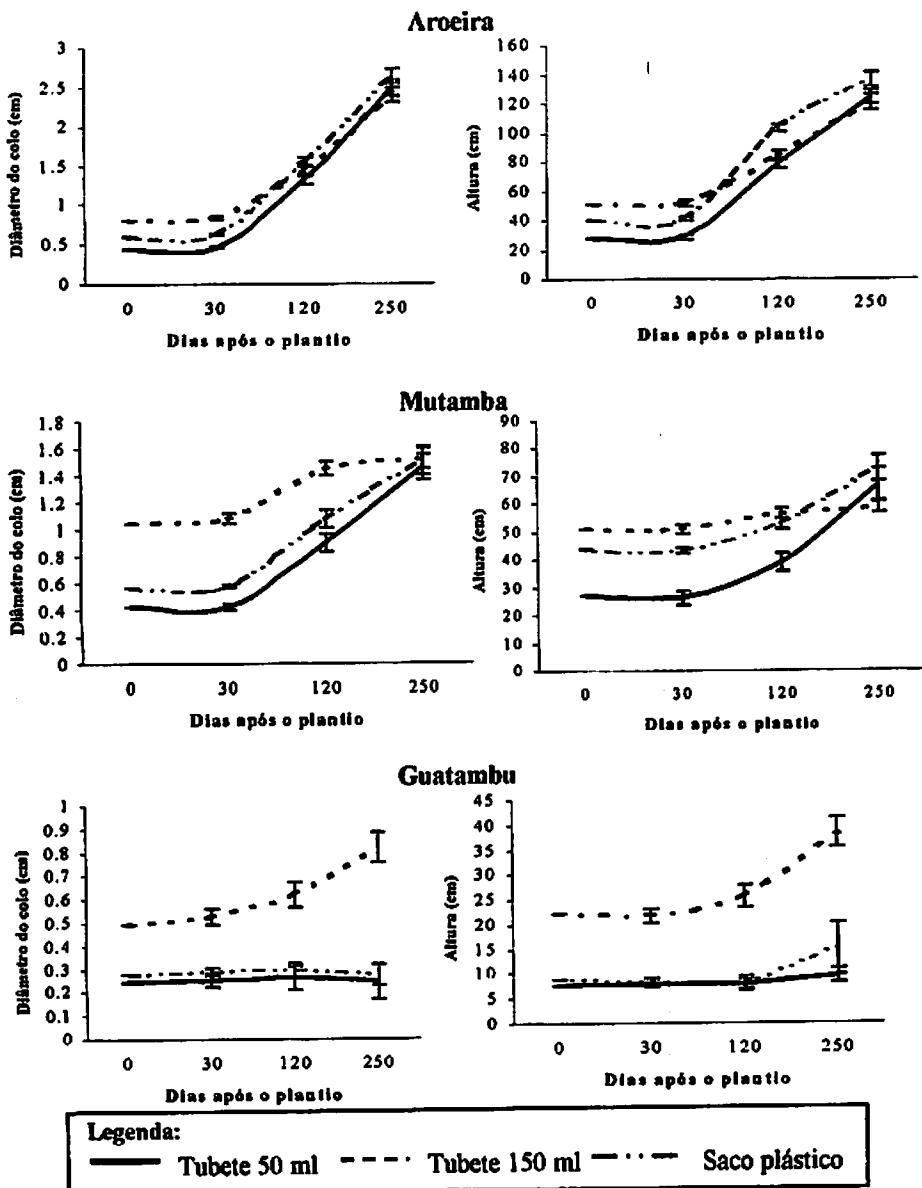 Aroeira
Diâmetro do colo (cm)
3
2.5
2
1.5
1
0.5
0
0 30 120 250
Dias após o plantio
Altura (cm)
160
140
120
100
80
60
40
20
0
0 30 120 250
Dias após o plantio
Mutamba
Diâmetro do colo (cm)
1.8
1.6
1.4
1.2
1
0.8
0.6
0.4
0.2
0
0 30 120 250
Dias após o plantio
Altura (cm)
90
80
70
60
50
40
30
20
10
0
0 30 120 250
Dias após o plantio
Guatambu
Diâmetro do colo (cm)
1
0.9
0.8
0.7
0.6
0.5
0.4
0.3
0.2
0.1
0
0 30 120 250
Dias após o plantio
Altura (cm)
45
40
35
30
25
20
15
10
5
0
0 30 120 250
Dias após o plantio
Legenda:
Tubete 50 ml Tubete 150 ml Saco plástico